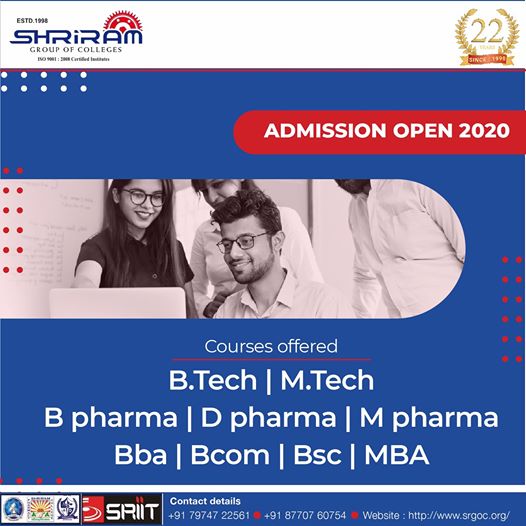 ESTD.1998
SHRIRAM
GROUP OF COLLEGES
ISO 9001 : 2008 Certified Institutes
22
YEARS
SINCE : 1998
ADMISSION OPEN 2020
Courses offered
B.Tech | M.Tech
B pharma | D pharma | M pharma
Bba | Bcom | Bsc | MBA
SRIIT
Contact details
+91 79747 22561 ● +91 87707 60754 ● Website : http://www.srgoc.org/